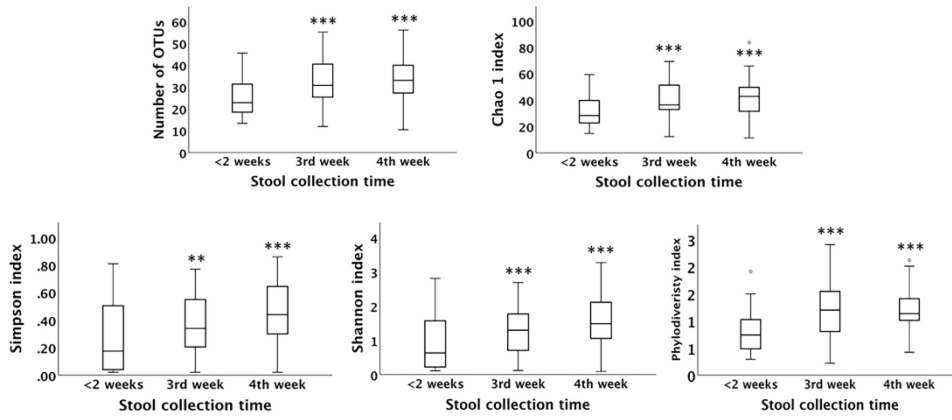 Number of OTUs
60
50
40
30
20
10
0
***
***
<2 weeks 3rd week 4th week
Stool collection time
Chao 1 index
100
80
60
40
20
0
***
***
<2 weeks 3rd week 4th week
Stool collection time
Simpson index
1.00
.80
.60
.40
.20
.00
**
***
<2 weeks 3rd week 4th week
Stool collection time
Shannon index
4
3
2
1
0
***
***
<2 weeks 3rd week 4th week
Stool collection time
Phylodiveristy index
3
2
2
1
1
***
***
<2 weeks 3rd week 4th week
Stool collection time